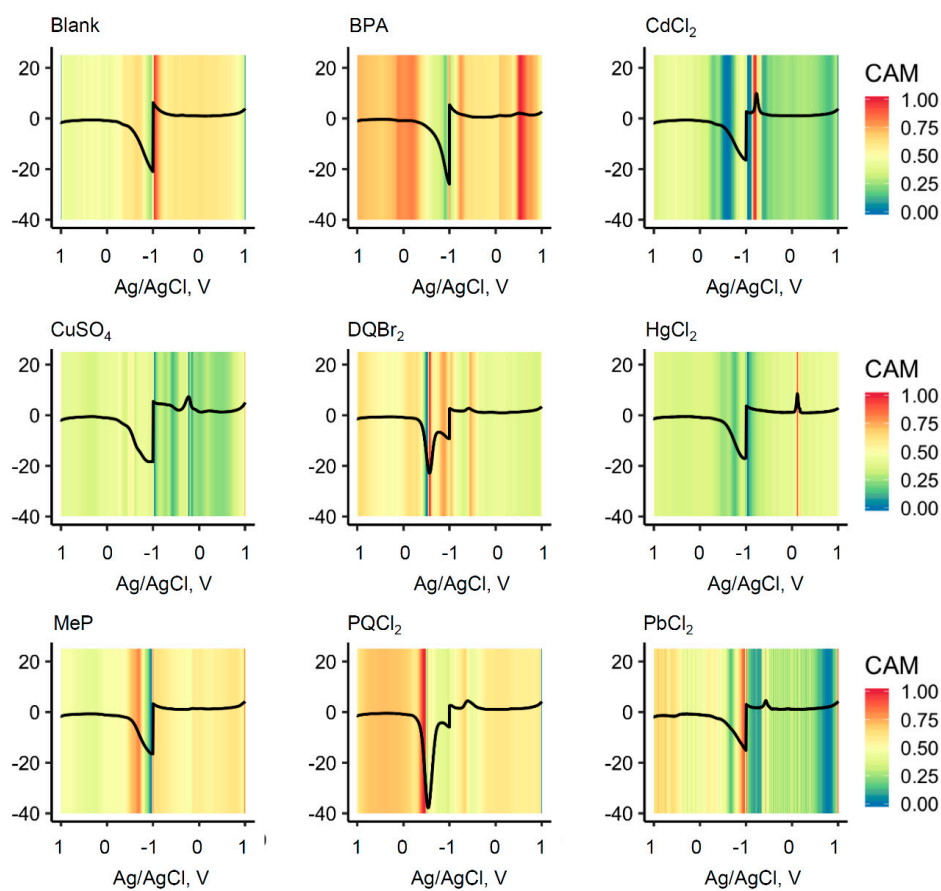 Blank BPA CdCl₂
20 20 20 CAM
0 0 0 1.00
-20 -20 -20 0.75
-40 -40 -40 0.50
0.25
0.00
1 0 -1 0 1 1 0 -1 0 1 1 0 -1 0 1
Ag/AgCl, V Ag/AgCl, V Ag/AgCl, V
CuSO₄ DQBr₂ HgCl₂
20 20 20 CAM
0 0 0 1.00
-20 -20 -20 0.75
-40 -40 -40 0.50
0.25
0.00
1 0 -1 0 1 1 0 -1 0 1 1 0 -1 0 1
Ag/AgCl, V Ag/AgCl, V Ag/AgCl, V
MeP PQCl₂ PbCl₂
20 20 20 CAM
0 0 0 1.00
-20 -20 -20 0.75
-40 -40 -40 0.50
0.25
0.00
1 0 -1 0 1 1 0 -1 0 1 1 0 -1 0 1
Ag/AgCl, V Ag/AgCl, V Ag/AgCl, V